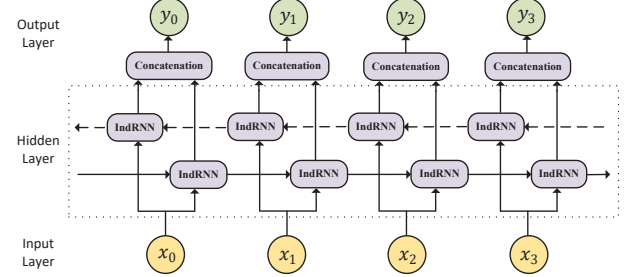 Output
Layer
y₀ y₁ y₂ y₃
Concatenation Concatenation Concatenation Concatenation
Hidden
Layer
IndRNN IndRNN IndRNN IndRNN
IndRNN IndRNN IndRNN IndRNN
Input
Layer
x₀ x₁ x₂ x₃